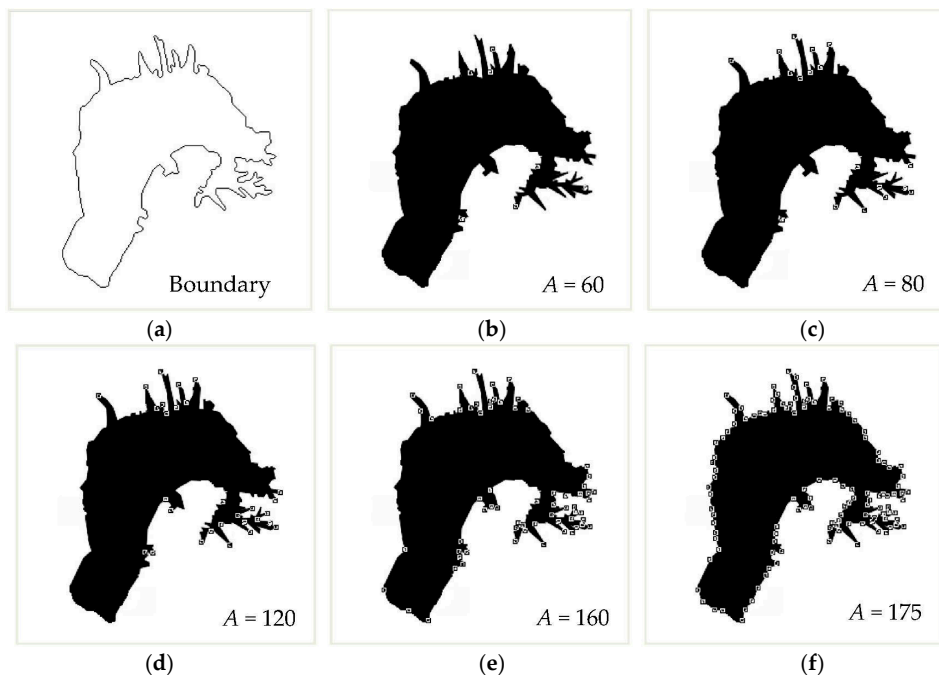 Boundary
A = 60
A = 80
(a)
(b)
(c)
A = 120
A = 160
A = 175
(d)
(e)
(f)